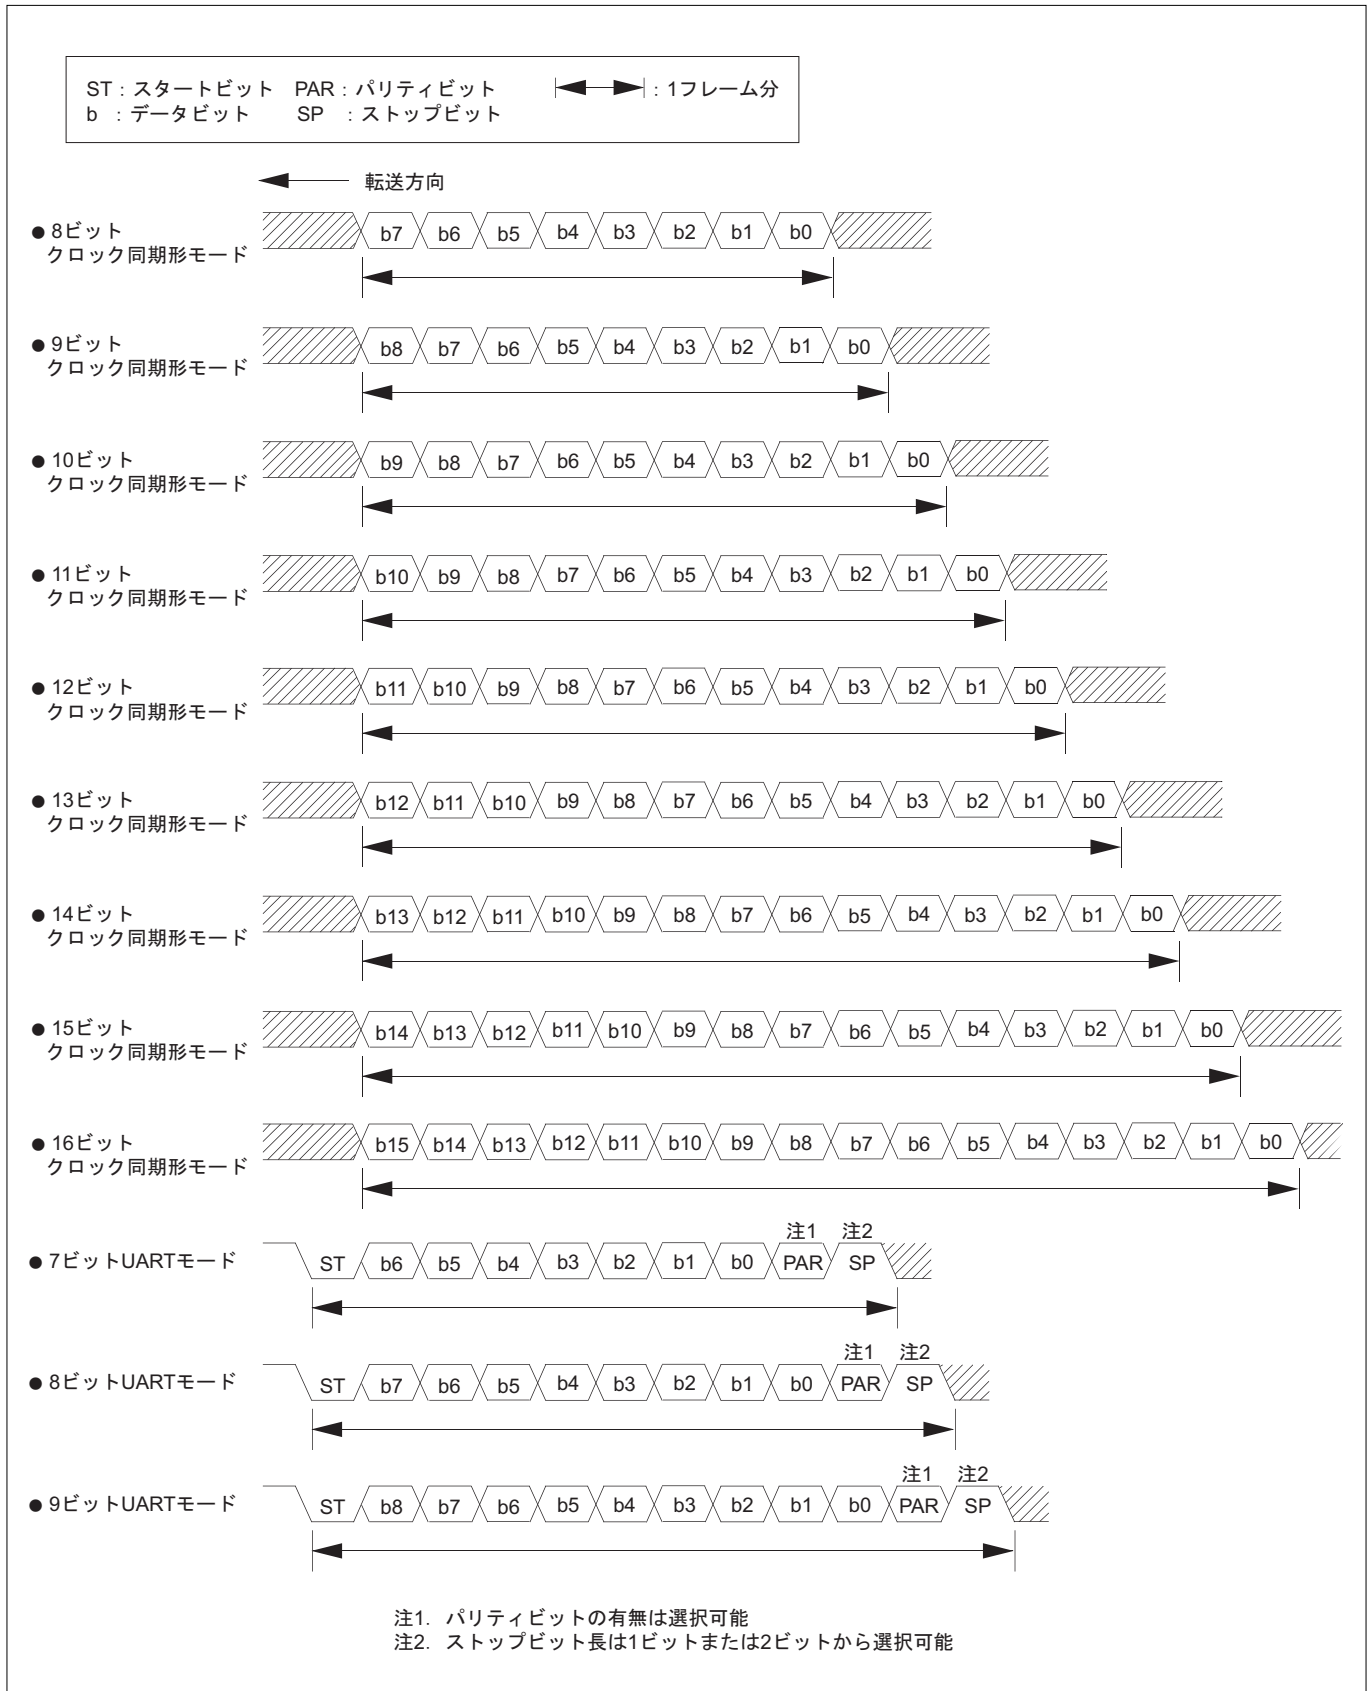 ST：スタートビット　PAR：パリティビット　　：1フレーム分
b　：データビット　　SP　：ストップビット
転送方向
● 8ビット
クロック同期形モード
b7 b6 b5 b4 b3 b2 b1 b0
● 9ビット
クロック同期形モード
b8 b7 b6 b5 b4 b3 b2 b1 b0
● 10ビット
クロック同期形モード
b9 b8 b7 b6 b5 b4 b3 b2 b1 b0
● 11ビット
クロック同期形モード
b10 b9 b8 b7 b6 b5 b4 b3 b2 b1 b0
● 12ビット
クロック同期形モード
b11 b10 b9 b8 b7 b6 b5 b4 b3 b2 b1 b0
● 13ビット
クロック同期形モード
b12 b11 b10 b9 b8 b7 b6 b5 b4 b3 b2 b1 b0
● 14ビット
クロック同期形モード
b13 b12 b11 b10 b9 b8 b7 b6 b5 b4 b3 b2 b1 b0
● 15ビット
クロック同期形モード
b14 b13 b12 b11 b10 b9 b8 b7 b6 b5 b4 b3 b2 b1 b0
● 16ビット
クロック同期形モード
b15 b14 b13 b12 b11 b10 b9 b8 b7 b6 b5 b4 b3 b2 b1 b0
注1 注2
● 7ビットUARTモード
ST b6 b5 b4 b3 b2 b1 b0 PAR SP
注1 注2
● 8ビットUARTモード
ST b7 b6 b5 b4 b3 b2 b1 b0 PAR SP
注1 注2
● 9ビットUARTモード
ST b8 b7 b6 b5 b4 b3 b2 b1 b0 PAR SP
注1. パリティビットの有無は選択可能
注2. ストップビット長は1ビットまたは2ビットから選択可能